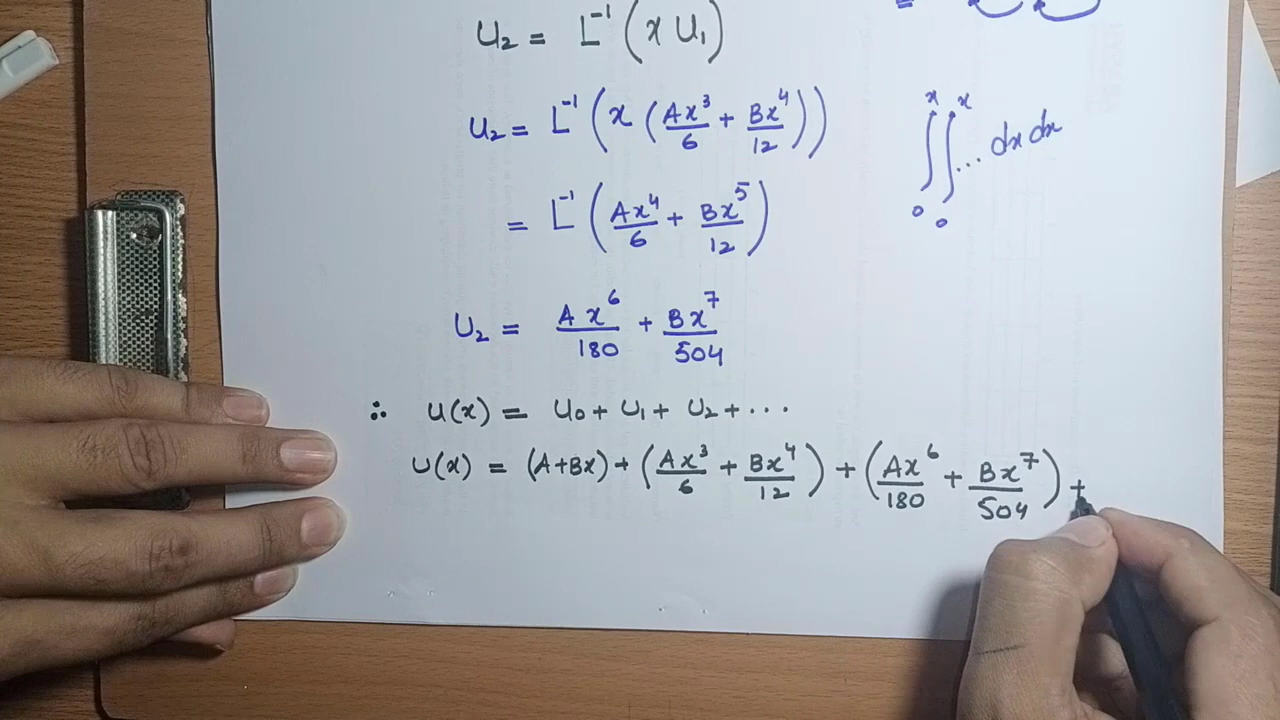 U₂ = L⁻¹ (x U₁)
U₂ = L⁻¹ (x (Ax³/6 + Bx⁴/12))
∫₀ˣ ∫₀ˣ ... dx dx
= L⁻¹ (Ax⁴/6 + Bx⁵/12)
U₂ = Ax⁶/180 + Bx⁷/504
∴ U(x) = U₀ + U₁ + U₂ + ...
U(x) = (A+Bx) + (Ax³/6 + Bx⁴/12) + (Ax⁶/180 + Bx⁷/504) +